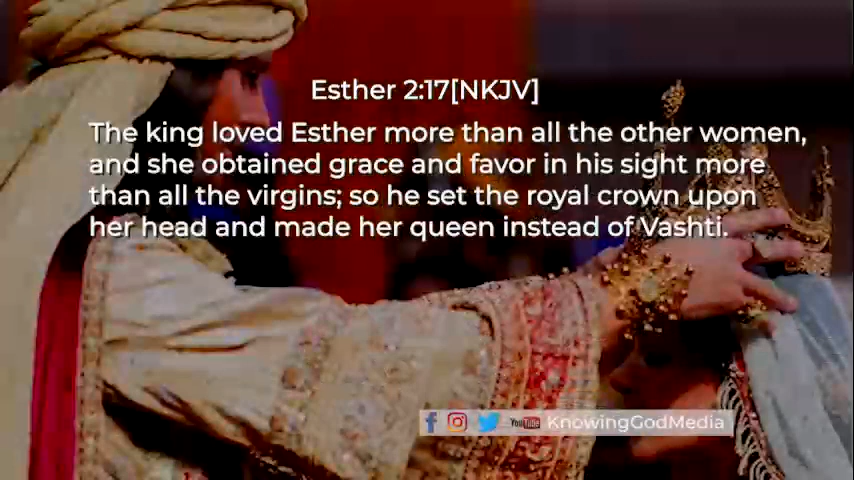 Esther 2:17[NKJV]
The king loved Esther more than all the other women,
and she obtained grace and favor in his sight more
than all the virgins; so he set the royal crown upon
her head and made her queen instead of Vashti.
YouTube KnowingGodMedia